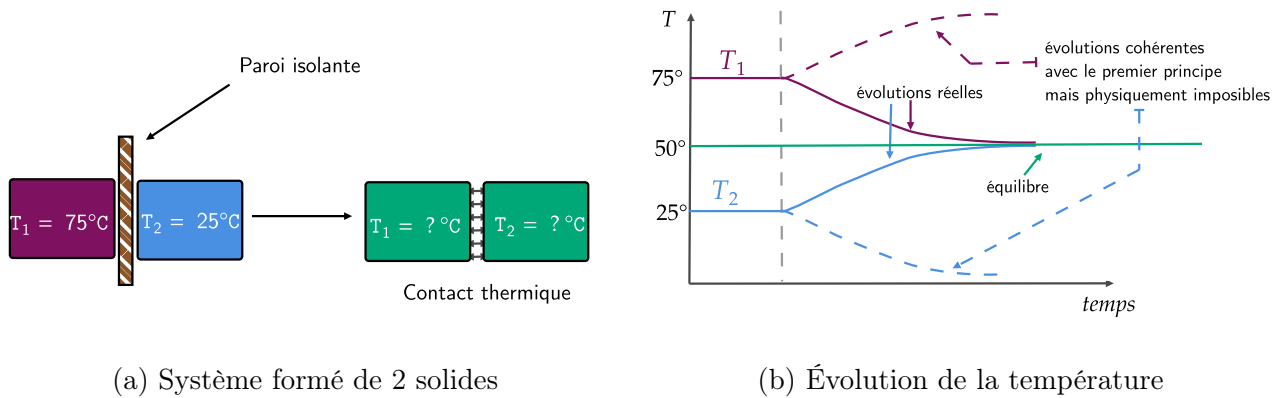 Paroi isolante
T₁ = 75°C
T₂ = 25°C
T₁ = ? °C
T₂ = ? °C
Contact thermique
(a) Système formé de 2 solides
T
T₁
75°
évolutions cohérentes
avec le premier principe
mais physiquement imposibles
évolutions réelles
50°
équilibre
T₂
25°
temps
(b) Évolution de la température